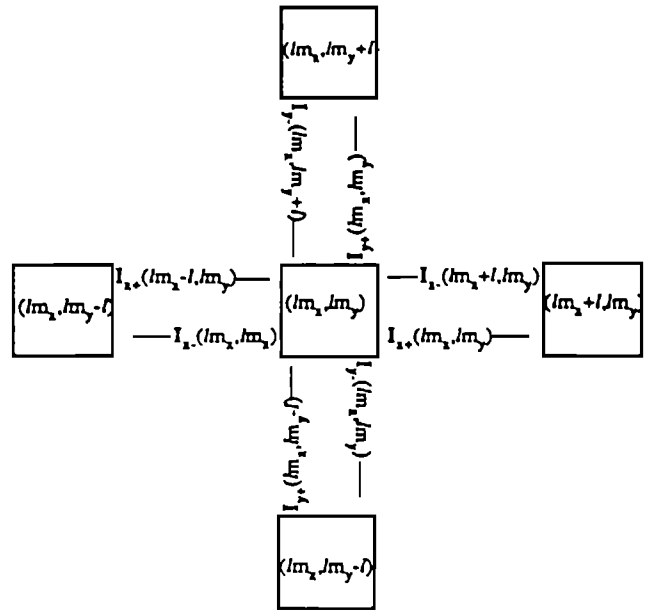 (lm_x,lm_y+l)
I_y-(lm_x,lm_y+l)
I_y+(lm_x,lm_y)
(lm_x,lm_y-l)
I_x+(lm_x-l,lm_y)
I_x-(lm_x,lm_x)
(lm_x,lm_y)
I_x-(lm_x+l,lm_y)
I_x+(lm_x,lm_y)
(lm_x+l,lm_y
I_y+(lm_x,lm_y-l)
I_y-(lm_x,lm_y)
(lm_x,lm_y-l)